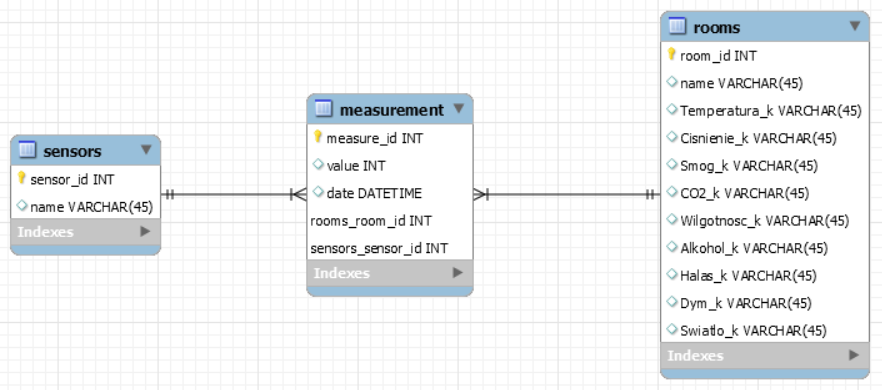 sensors
sensor_id INT
name VARCHAR(45)
Indexes
measurement
measure_id INT
value INT
date DATETIME
rooms_room_id INT
sensors_sensor_id INT
Indexes
rooms
room_id INT
name VARCHAR(45)
Temperatura_k VARCHAR(45)
Cisnienie_k VARCHAR(45)
Smog_k VARCHAR(45)
CO2_k VARCHAR(45)
Wilgotnosc_k VARCHAR(45)
Alkohol_k VARCHAR(45)
Halas_k VARCHAR(45)
Dym_k VARCHAR(45)
Swiatlo_k VARCHAR(45)
Indexes